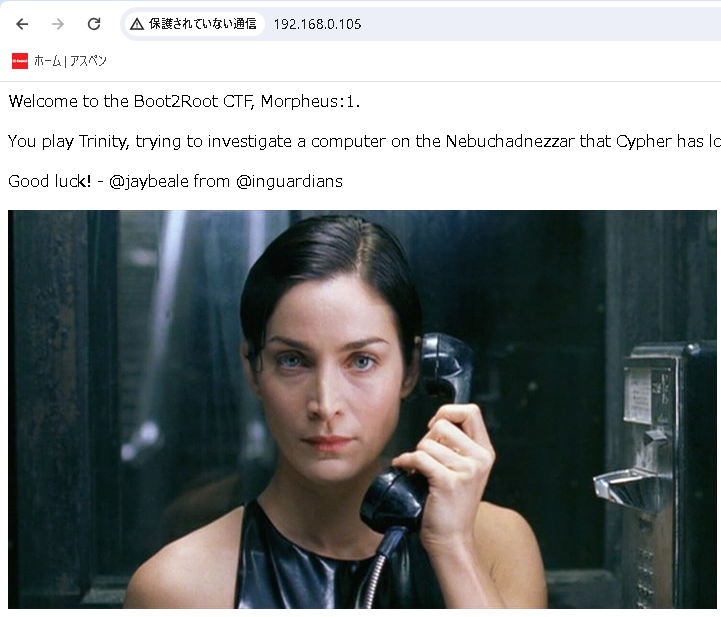 保護されていない通信 192.168.0.105
ホーム | アスペン
Welcome to the Boot2Root CTF, Morpheus:1.
You play Trinity, trying to investigate a computer on the Nebuchadnezzar that Cypher has
Good luck! - @jaybeale from @inguardians